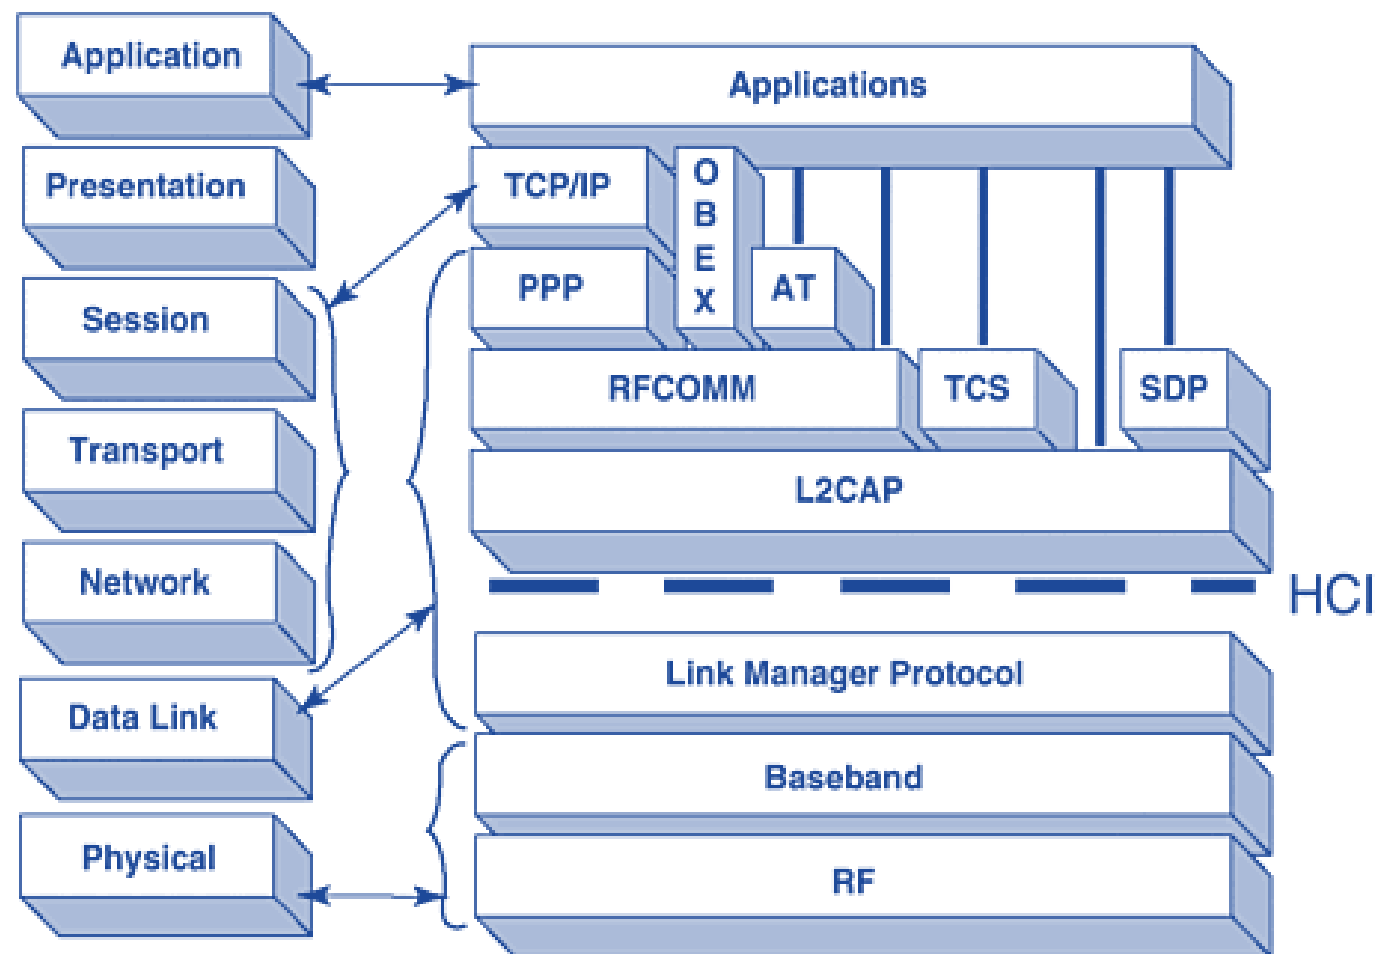 Application
Presentation
Session
Transport
Network
Data Link
Physical
Applications
TCP/IP
OBEX
PPP
AT
RFCOMM
TCS
SDP
L2CAP
HCI
Link Manager Protocol
Baseband
RF